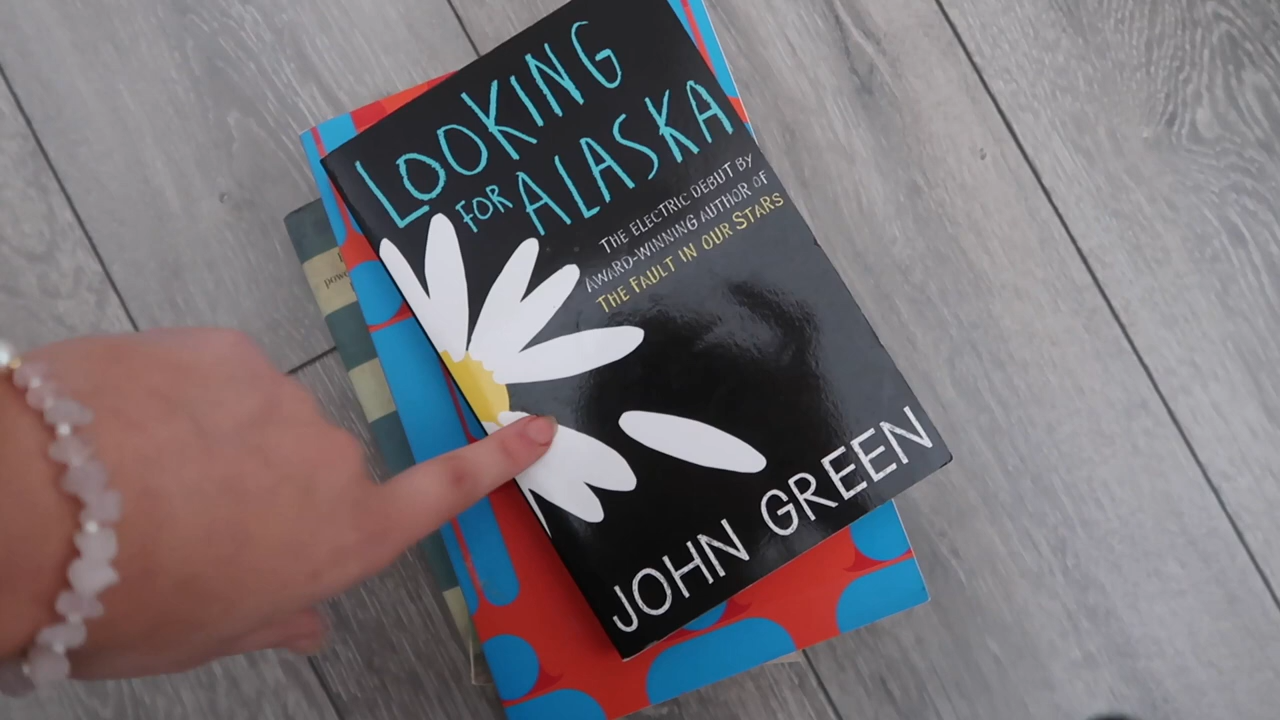 LOOKING
FOR ALASKA
THE ELECTRIC DEBUT BY
AWARD-WINNING AUTHOR OF
THE FAULT IN OUR STARS
JOHN GREEN